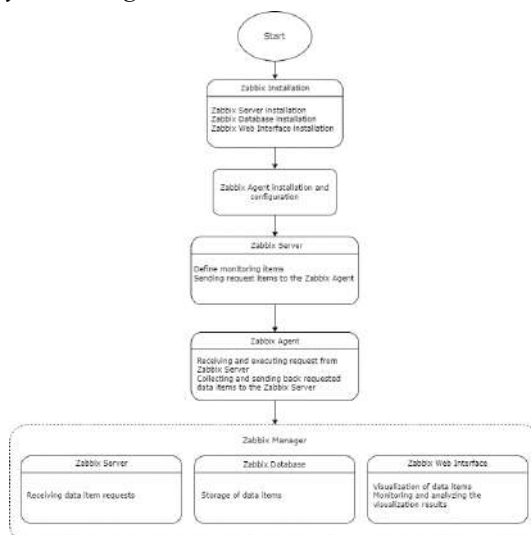 Start
Zabbix Installation
Zabbix Server installation
Zabbix Database installation
Zabbix Web Interface installation
Zabbix Agent installation and
configuration
Zabbix Server
Define monitoring items
Sending request items to the Zabbix Agent
Zabbix Agent
Receiving and executing request from
Zabbix Server
Collecting and sending back requested
data items to the Zabbix Server
Zabbix Manager
Zabbix Server
Receiving data item requests
Zabbix Database
Storage of data items
Zabbix Web Interface
Visualization of data items
Monitoring and analyzing the
visualization results